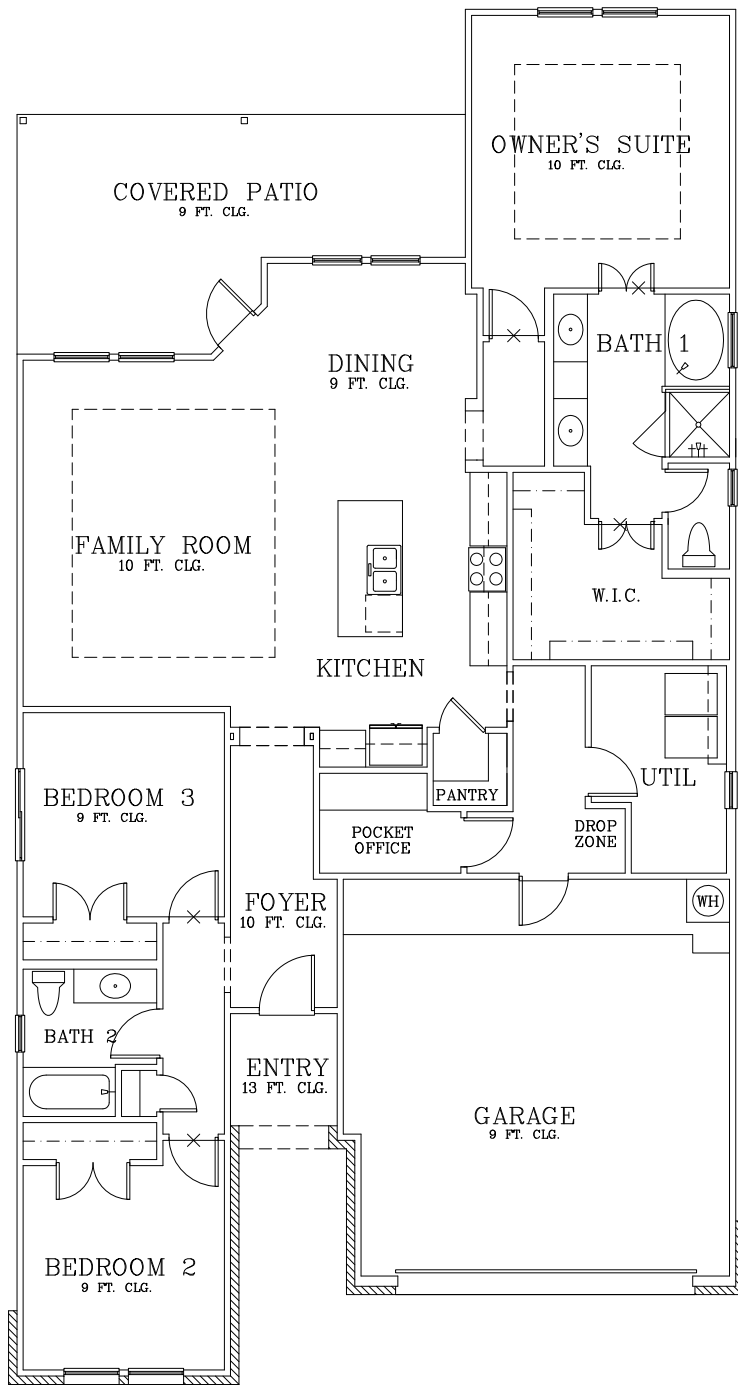 OWNER'S SUITE
10 FT. CLG.
COVERED PATIO
9 FT. CLG.
BATH 1
DINING
9 FT. CLG.
FAMILY ROOM
10 FT. CLG.
W.I.C.
KITCHEN
UTIL
BEDROOM 3
9 FT. CLG.
PANTRY
POCKET
OFFICE
DROP
ZONE
FOYER
10 FT. CLG.
WH
BATH 2
ENTRY
13 FT. CLG.
GARAGE
9 FT. CLG.
BEDROOM 2
9 FT. CLG.